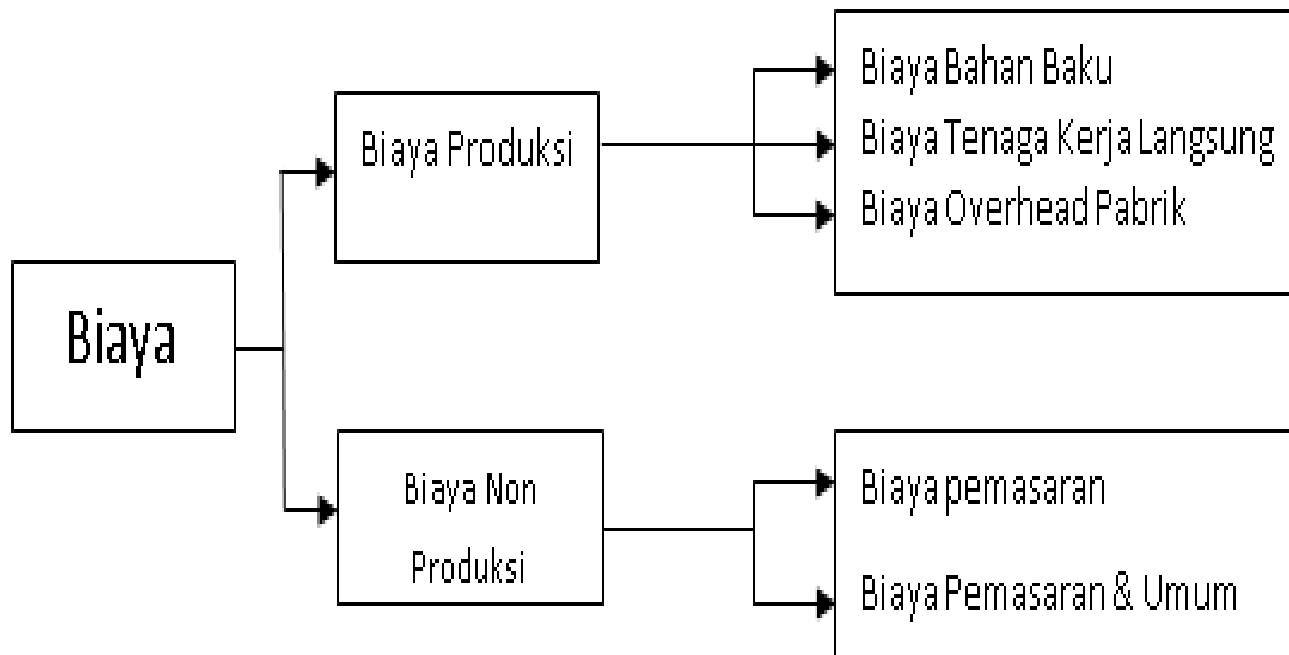 Biaya
Biaya Produksi
Biaya Bahan Baku
Biaya Tenaga Kerja Langsung
Biaya Overhead Pabrik
Biaya Non
Produksi
Biaya pemasaran
Biaya Pemasaran & Umum